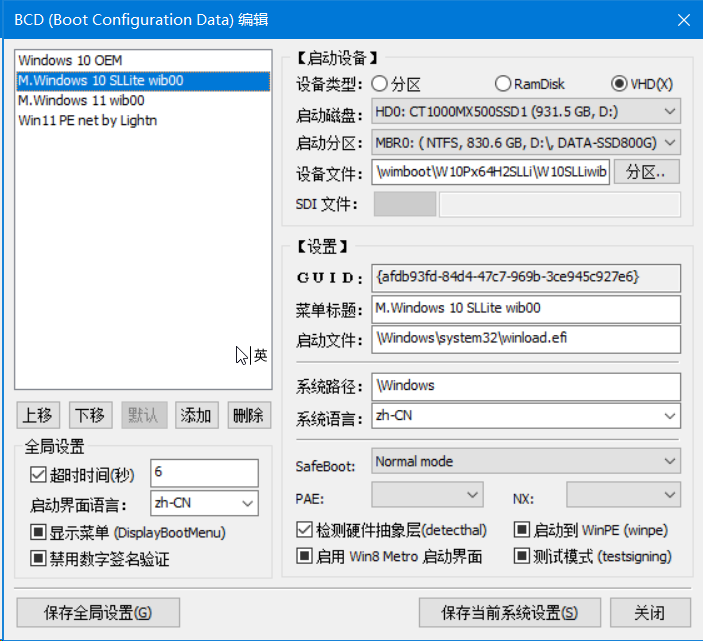 BCD (Boot Configuration Data) 编辑
Windows 10 OEM
M.Windows 10 SLLite wib00
M.Windows 11 wib00
Win11 PE net by Lightn
英
上移 下移 默认 添加 删除
全局设置
超时时间(秒) 6
启动界面语言： zh-CN
显示菜单 (DisplayBootMenu)
禁用数字签名验证
【启动设备】
设备类型： 分区 RamDisk VHD(X)
启动磁盘： HD0: CT1000MX500SSD1 (931.5 GB, D:)
启动分区： MBR0: ( NTFS, 830.6 GB, D:\, DATA-SSD800G)
设备文件： \wimboot\W10Px64H2SLLi\W10SLLiwib 分区..
SDI 文件：
【设置】
GUID： {afdb93fd-84d4-47c7-969b-3ce945c927e6}
菜单标题： M.Windows 10 SLLite wib00
启动文件： \Windows\system32\winload.efi
系统路径： \Windows
系统语言： zh-CN
SafeBoot: Normal mode
PAE: NX:
检测硬件抽象层(detecthal) 启动到 WinPE (winpe)
启用 Win8 Metro 启动界面 测试模式 (testsigning)
保存全局设置(G) 保存当前系统设置(S) 关闭